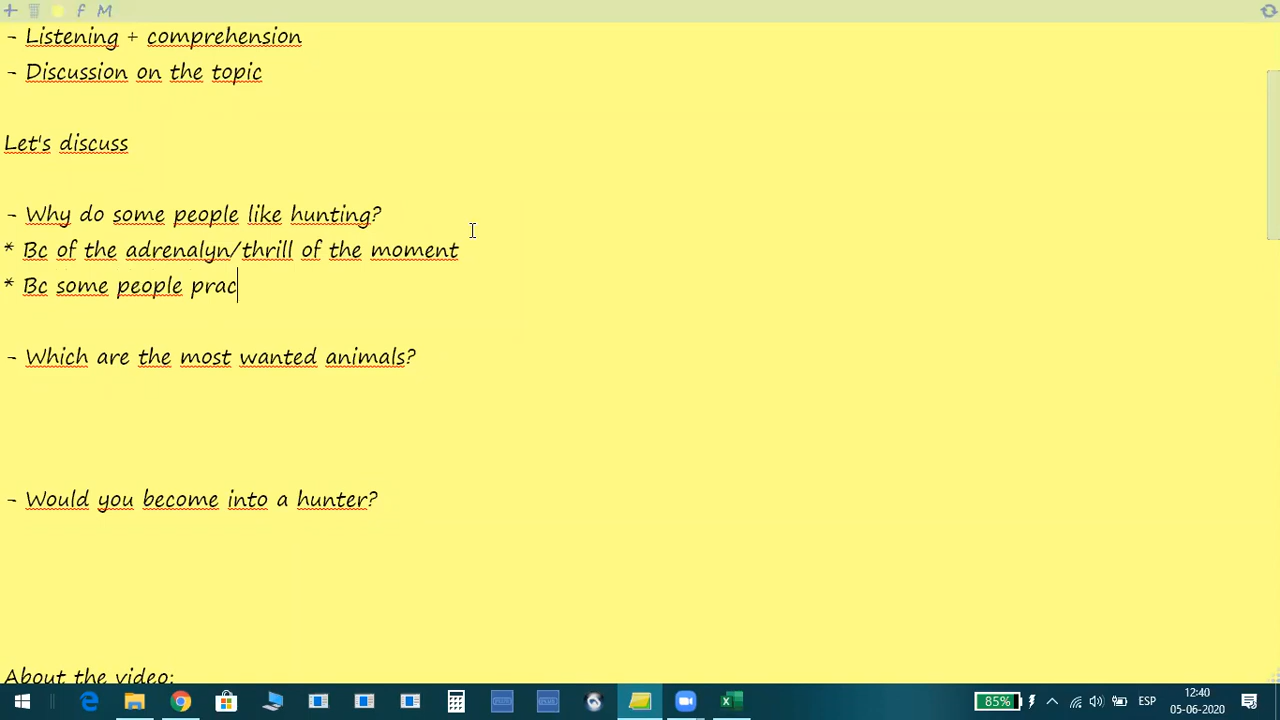 + F M
- Listening + comprehension
- Discussion on the topic
Let's discuss
- Why do some people like hunting?
* Bc of the adrenalyn/thrill of the moment
* Bc some people prac
- Which are the most wanted animals?
- Would you become into a hunter?
About the video:
85% ESP 12:40
05-06-2020